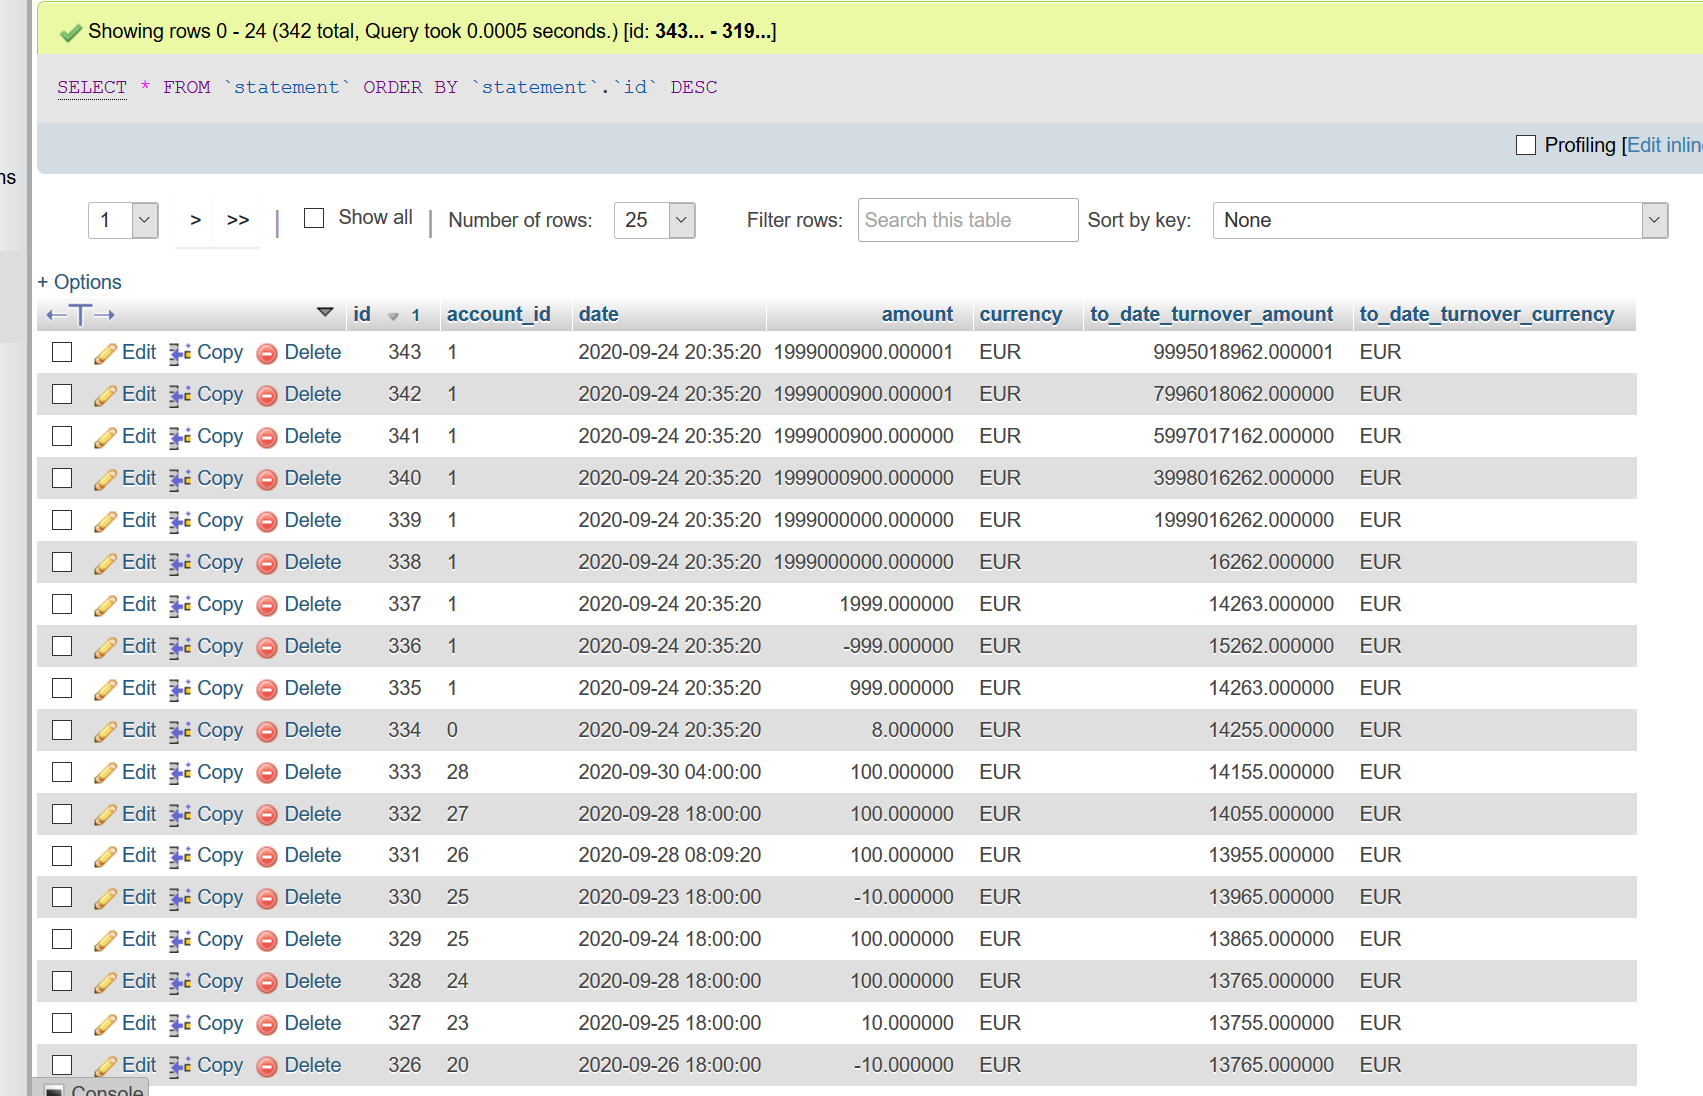 Showing rows 0 - 24 (342 total, Query took 0.0005 seconds.) [id: 343... - 319...]
SELECT * FROM `statement` ORDER BY `statement`.`id` DESC
Profiling [Edit inlin
ns
1 > >> | Show all | Number of rows: 25 Filter rows: Search this table Sort by key: None
+ Options
←T→ id 1 account_id date amount currency to_date_turnover_amount to_date_turnover_currency
Edit Copy Delete 343 1 2020-09-24 20:35:20 1999000900.000001 EUR 9995018962.000001 EUR
Edit Copy Delete 342 1 2020-09-24 20:35:20 1999000900.000001 EUR 7996018062.000000 EUR
Edit Copy Delete 341 1 2020-09-24 20:35:20 1999000900.000000 EUR 5997017162.000000 EUR
Edit Copy Delete 340 1 2020-09-24 20:35:20 1999000900.000000 EUR 3998016262.000000 EUR
Edit Copy Delete 339 1 2020-09-24 20:35:20 1999000000.000000 EUR 1999016262.000000 EUR
Edit Copy Delete 338 1 2020-09-24 20:35:20 1999000000.000000 EUR 16262.000000 EUR
Edit Copy Delete 337 1 2020-09-24 20:35:20 1999.000000 EUR 14263.000000 EUR
Edit Copy Delete 336 1 2020-09-24 20:35:20 -999.000000 EUR 15262.000000 EUR
Edit Copy Delete 335 1 2020-09-24 20:35:20 999.000000 EUR 14263.000000 EUR
Edit Copy Delete 334 0 2020-09-24 20:35:20 8.000000 EUR 14255.000000 EUR
Edit Copy Delete 333 28 2020-09-30 04:00:00 100.000000 EUR 14155.000000 EUR
Edit Copy Delete 332 27 2020-09-28 18:00:00 100.000000 EUR 14055.000000 EUR
Edit Copy Delete 331 26 2020-09-28 08:09:20 100.000000 EUR 13955.000000 EUR
Edit Copy Delete 330 25 2020-09-23 18:00:00 -10.000000 EUR 13965.000000 EUR
Edit Copy Delete 329 25 2020-09-24 18:00:00 100.000000 EUR 13865.000000 EUR
Edit Copy Delete 328 24 2020-09-28 18:00:00 100.000000 EUR 13765.000000 EUR
Edit Copy Delete 327 23 2020-09-25 18:00:00 10.000000 EUR 13755.000000 EUR
Edit Copy Delete 326 20 2020-09-26 18:00:00 -10.000000 EUR 13765.000000 EUR
Console